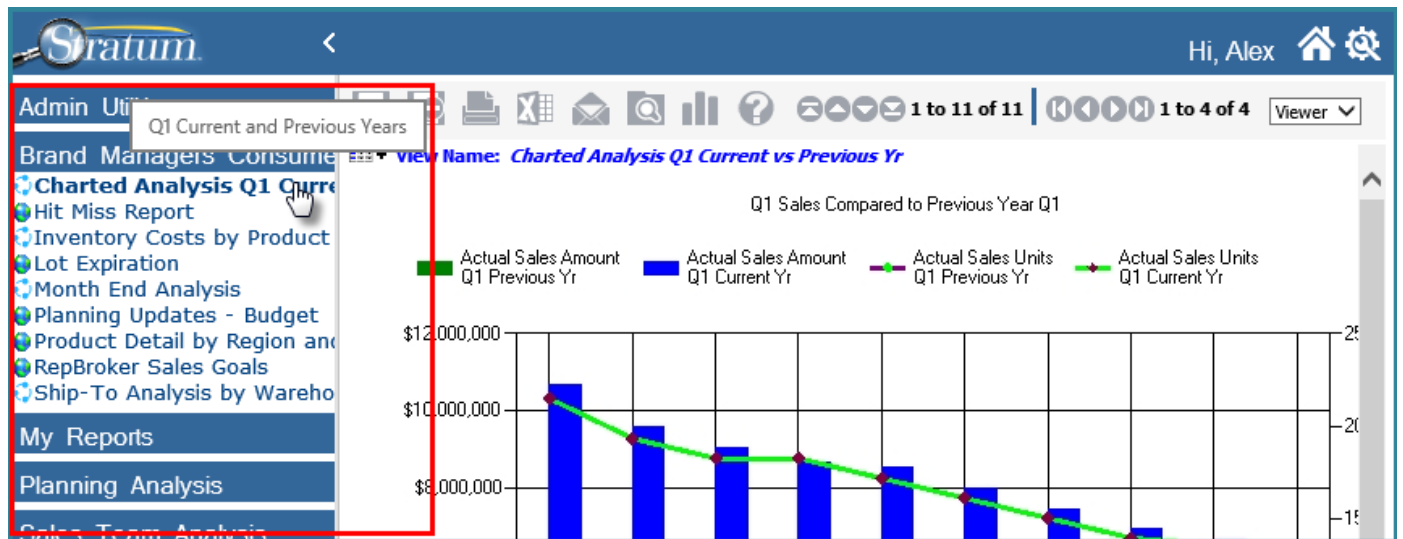 Stratum
Hi, Alex
Admin
Q1 Current and Previous Years
1 to 11 of 11
1 to 4 of 4
Viewer
Brand Managers Consume
View Name: Charted Analysis Q1 Current vs Previous Yr
Charted Analysis Q1 Curre
Hit Miss Report
Inventory Costs by Product
Lot Expiration
Month End Analysis
Planning Updates - Budget
Product Detail by Region and
RepBroker Sales Goals
Ship-To Analysis by Wareho
My Reports
Planning Analysis
Sales Team Analysis
Q1 Sales Compared to Previous Year Q1
Actual Sales Amount
Q1 Previous Yr
Actual Sales Amount
Q1 Current Yr
Actual Sales Units
Q1 Previous Yr
Actual Sales Units
Q1 Current Yr
$12,000,000
$10,000,000
$8,000,000